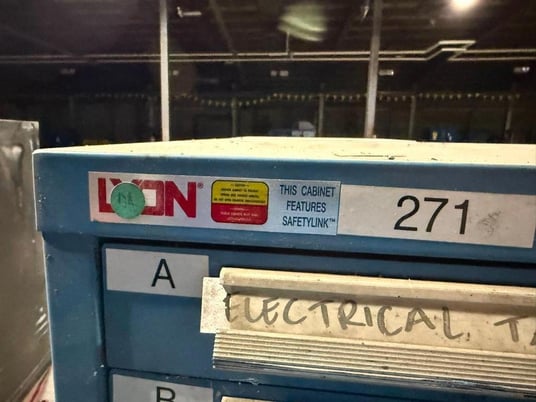 LYON®
THIS CABINET
FEATURES
SAFETYLINK™
271
A
ELECTRICAL
B